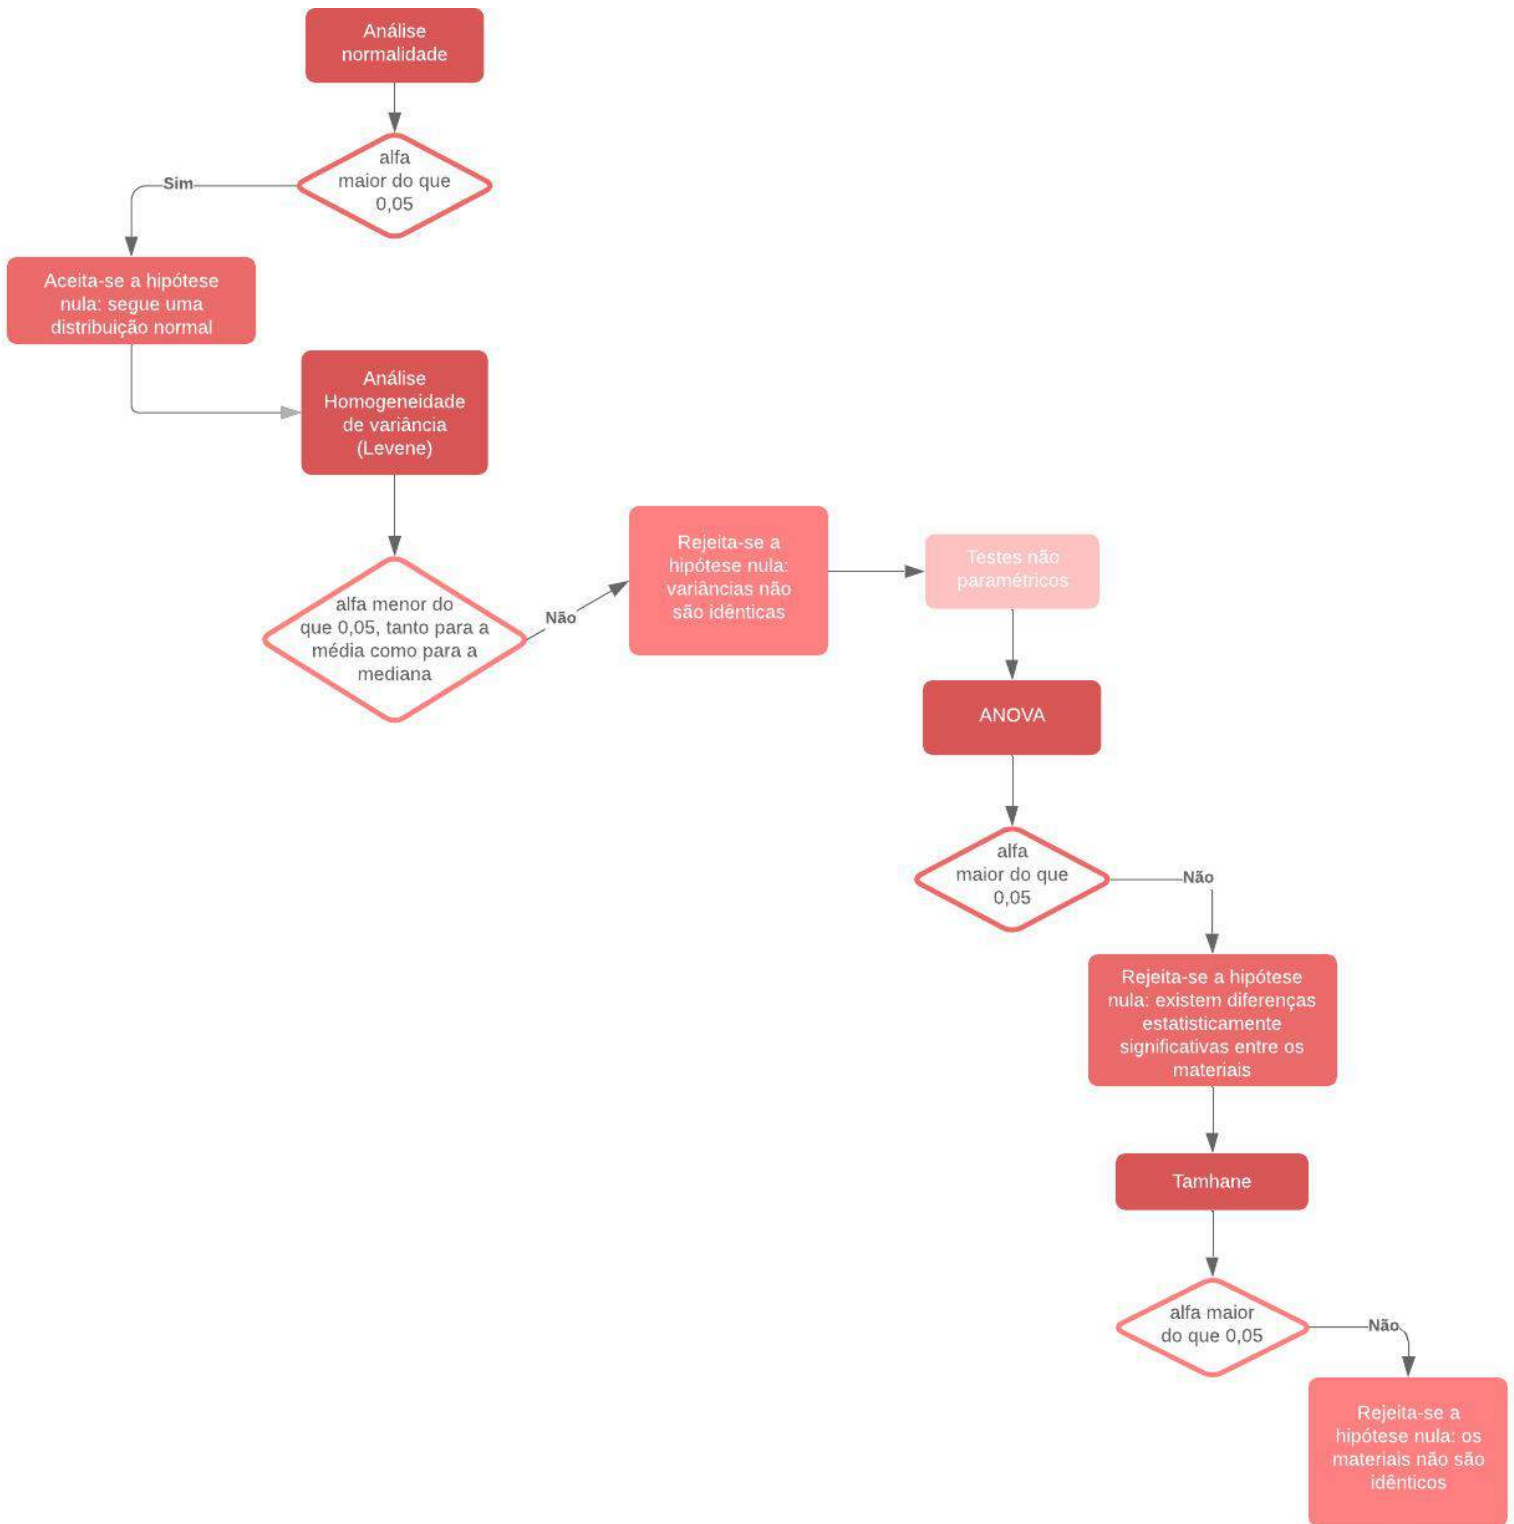 Análise
normalidade
alfa
maior do que
0,05
Sim
Aceita-se a hipótese
nula: segue uma
distribuição normal
Análise
Homogeneidade
de variância
(Levene)
alfa menor do
que 0,05, tanto para a
média como para a
mediana
Não
Rejeita-se a
hipótese nula:
variâncias não
são idênticas
Testes não
paramétricos
ANOVA
alfa
maior do que
0,05
Não
Rejeita-se a hipótese
nula: existem diferenças
estatisticamente
significativas entre os
materiais
Tamhane
alfa maior
do que 0,05
Não
Rejeita-se a
hipótese nula: os
materiais não são
idênticos